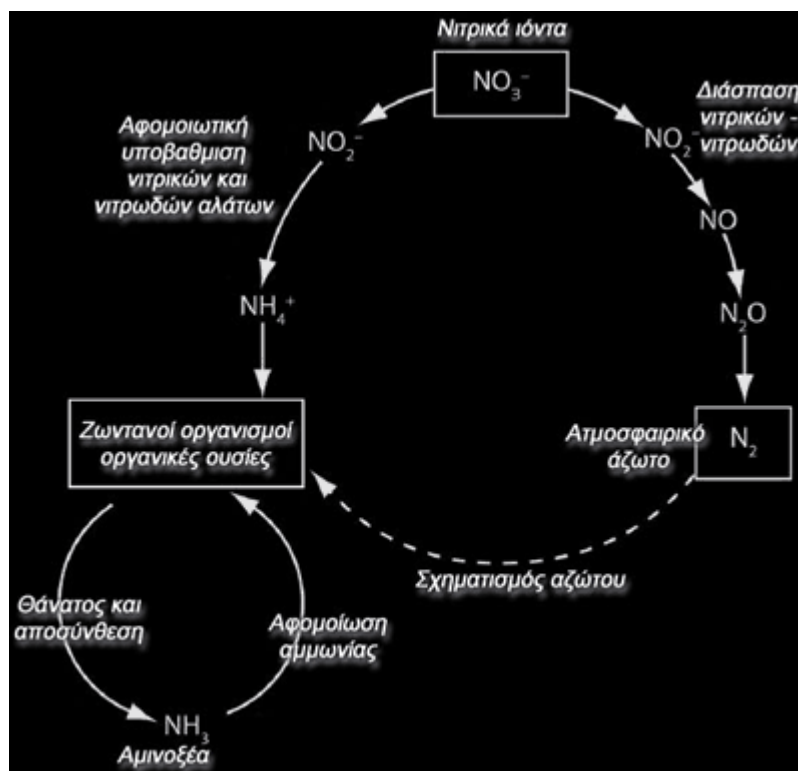 Νιτρικά ιόντα
NO₃⁻
Αφομοιωτική
υποβαθμιση
νιτρικών και
νιτρωδών αλάτων
NO₂⁻
NO₂⁻
Διάσπαση
νιτρικών -
νιτρωδών
NO
NH₄⁺
N₂O
Ζωντανοί οργανισμοί
οργανικές ουσίες
Ατμοσφαιρικό
άζωτο
N₂
Σχηματισμός αζώτου
Θάνατος και
αποσύνθεση
Αφομοίωση
αμμωνίας
NH₃
Αμινοξέα